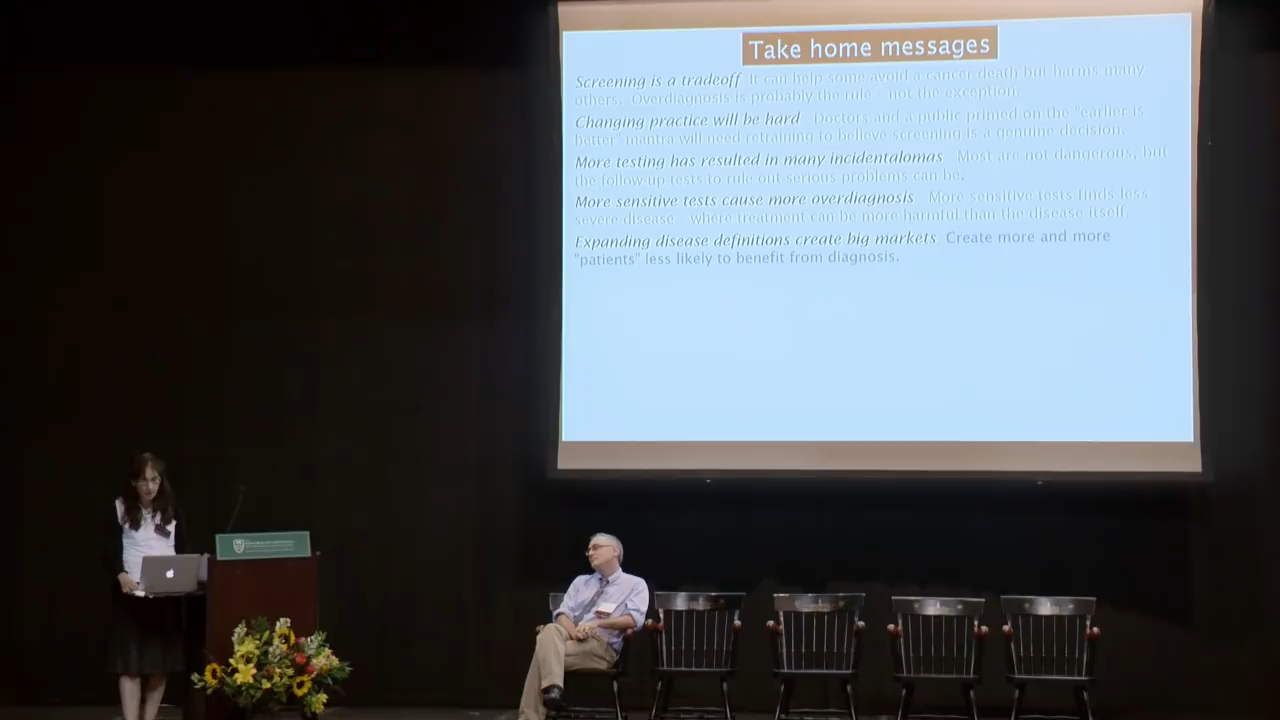 Take home messages
Screening is a tradeoff It can help some avoid a cancer death but harms many
others. Overdiagnosis is probably the rule - not the exception.
Changing practice will be hard Doctors and a public primed on the "earlier is
better" mantra will need retraining to believe screening is a genuine decision.
More testing has resulted in many incidentalomas Most are not dangerous, but
the follow up tests to rule out serious problems can be.
More sensitive tests cause more overdiagnosis More sensitive tests finds less
severe disease - where treatment can be more harmful than the disease itself.
Expanding disease definitions create big markets Create more and more
"patients" less likely to benefit from diagnosis.